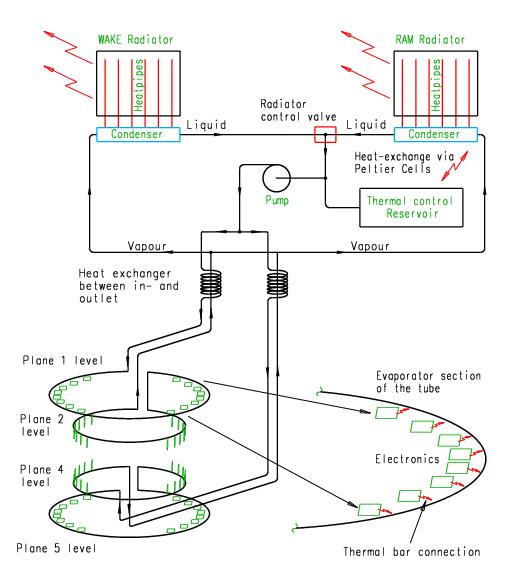 WAKE Radiator
RAM Radiator
Heatpipes
Heatpipes
Radiator
control valve
Liquid
Liquid
Condenser
Condenser
Heat-exchange via
Peltier Cells
Pump
Thermal control
Reservoir
Vapour
Vapour
Heat exchanger
between in- and
outlet
Plane 1 level
Evaporator section
of the tube
Plane 2
level
Electronics
Plane 4
level
Plane 5 level
Thermal bar connection